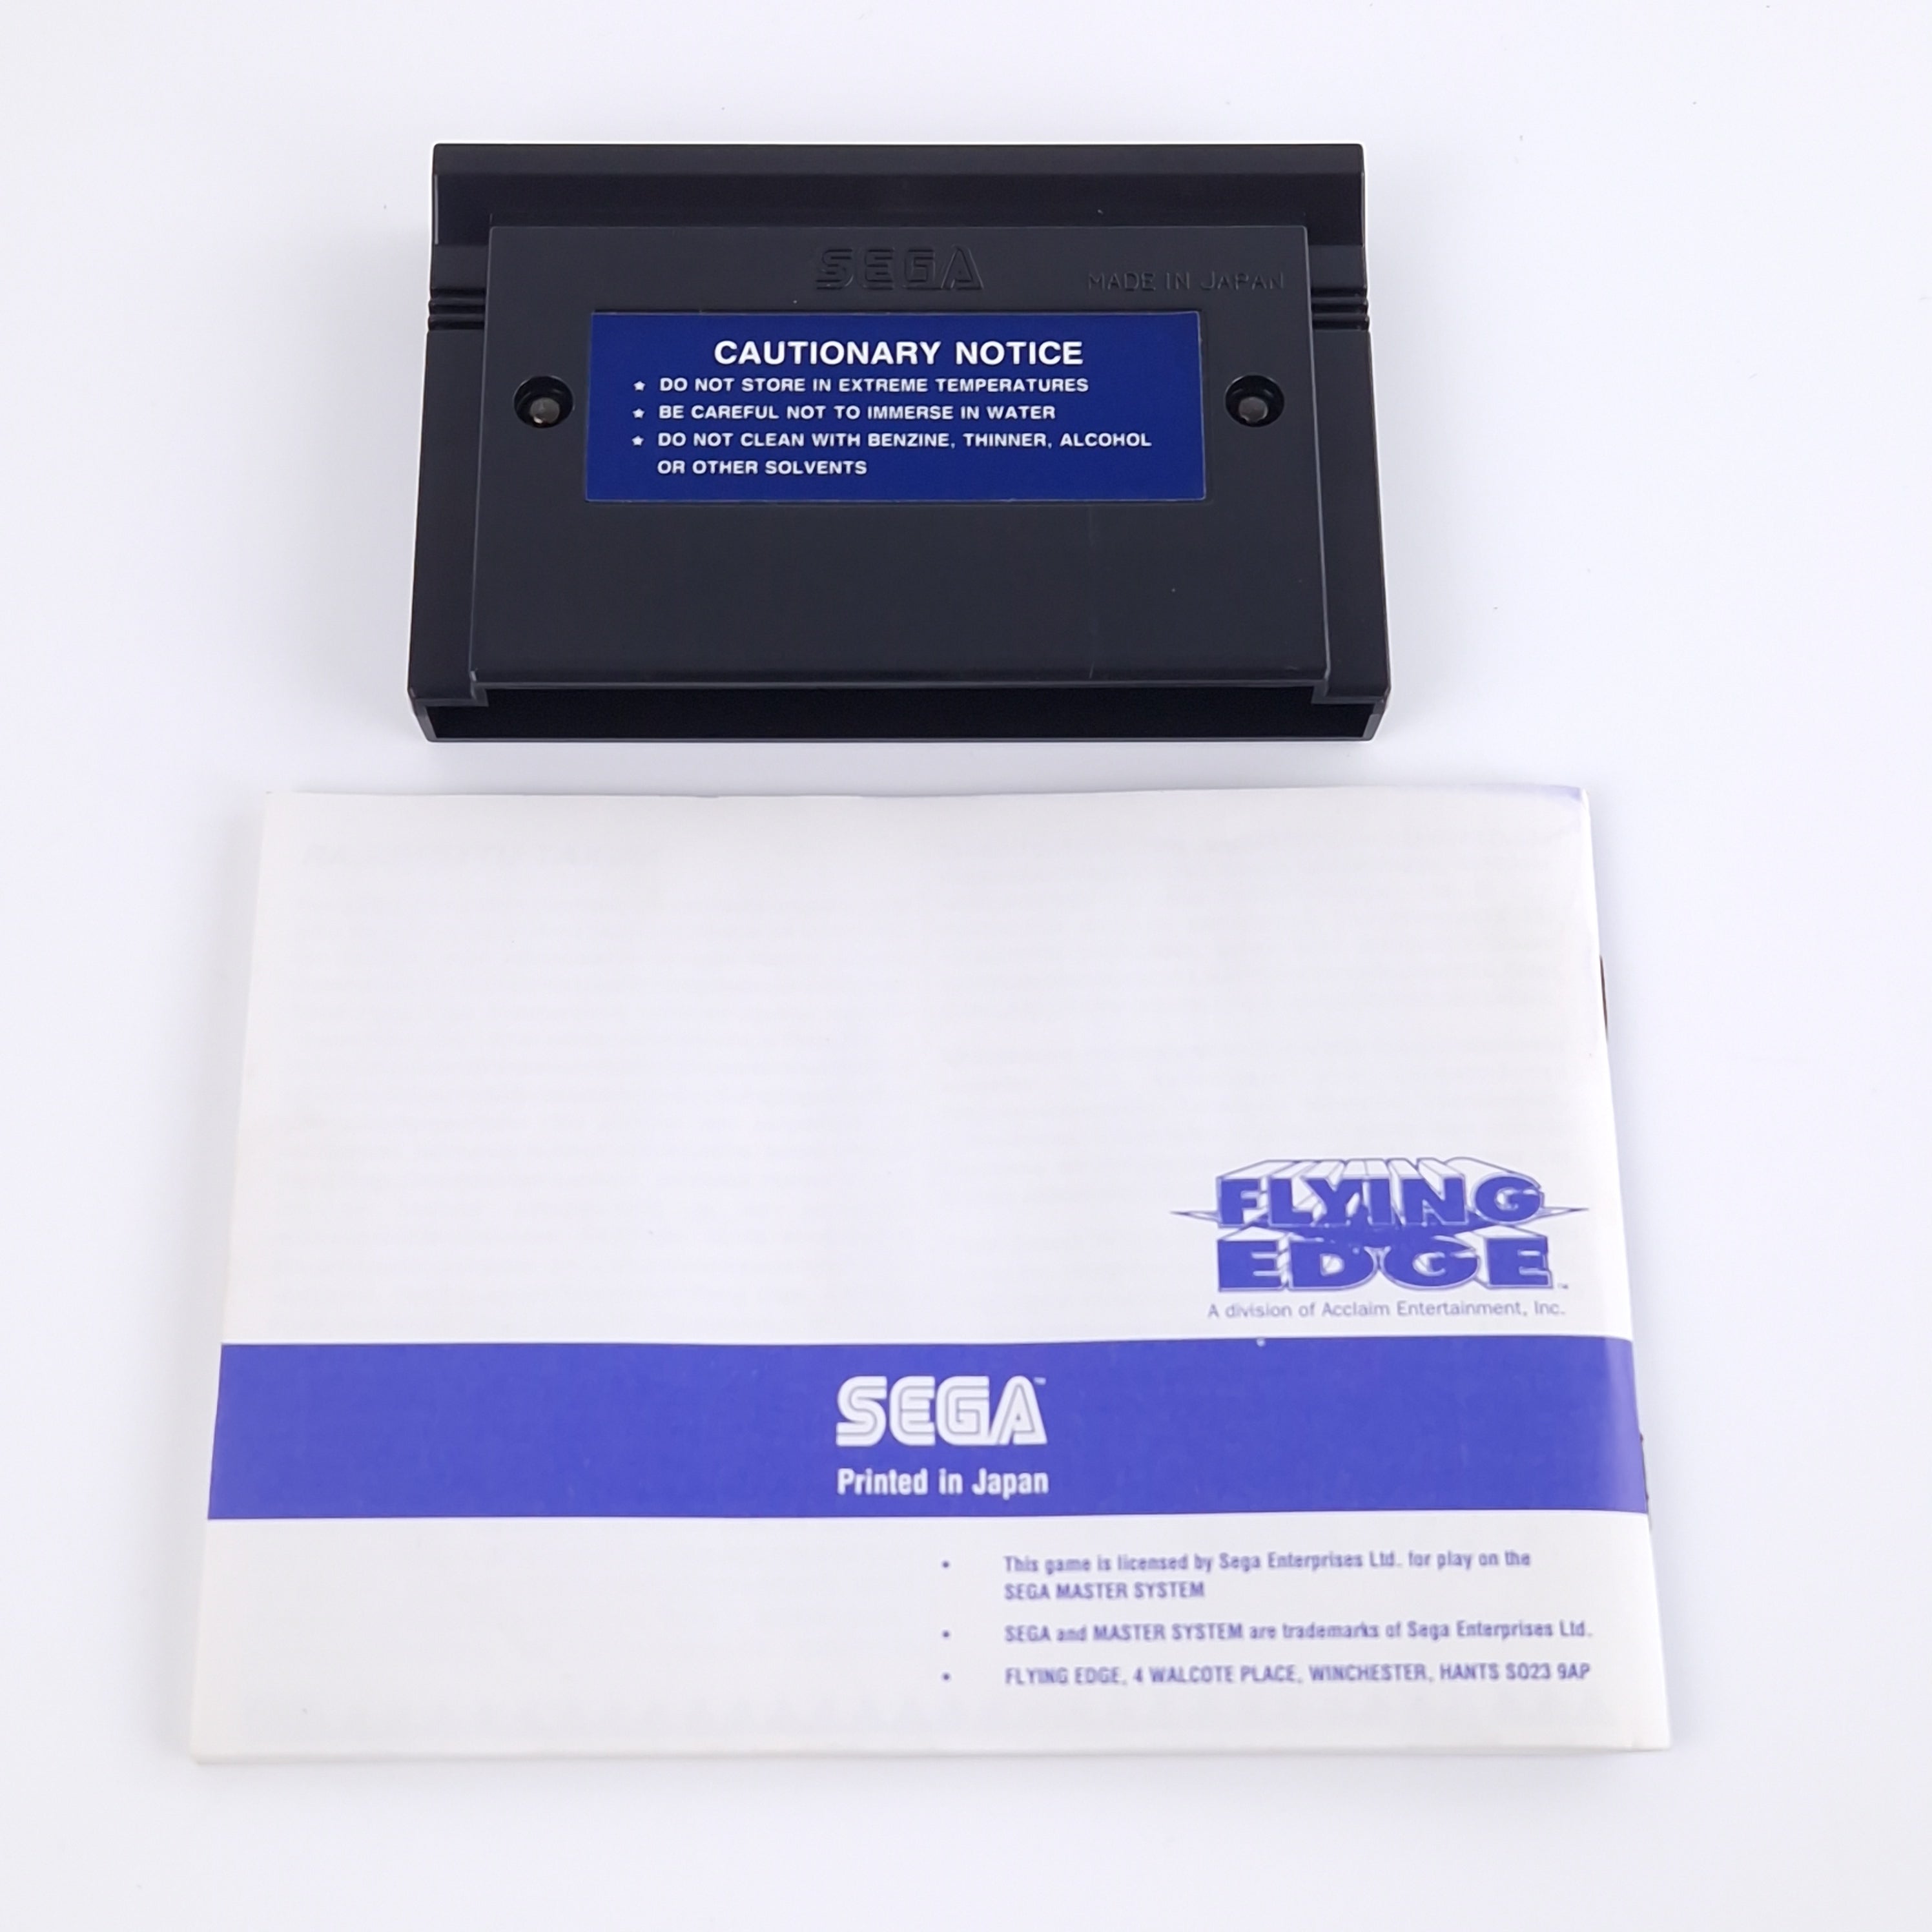 SEGA
MADE IN JAPAN
CAUTIONARY NOTICE
★ DO NOT STORE IN EXTREME TEMPERATURES
★ BE CAREFUL NOT TO IMMERSE IN WATER
★ DO NOT CLEAN WITH BENZINE, THINNER, ALCOHOL
OR OTHER SOLVENTS
FLYING
EDGE™
A division of Acclaim Entertainment, Inc.
SEGA™
Printed in Japan
• This game is licensed by Sega Enterprises Ltd. for play on the
SEGA MASTER SYSTEM
• SEGA and MASTER SYSTEM are trademarks of Sega Enterprises Ltd.
• FLYING EDGE, 4 WALCOTE PLACE, WINCHESTER, HANTS SO23 9AP